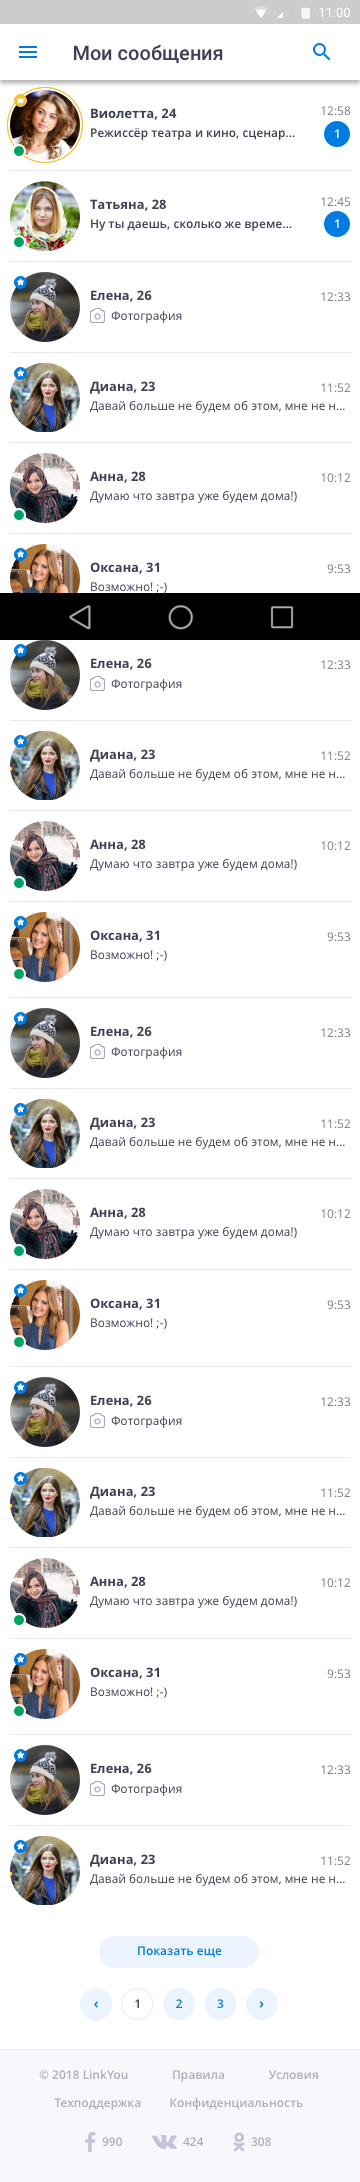 11:00
Мои сообщения
Виолетта, 24
12:58
Режиссёр театра и кино, сценар...
1
Татьяна, 28
12:45
Ну ты даешь, сколько же време...
1
Елена, 26
12:33
Фотография
Диана, 23
11:52
Давай больше не будем об этом, мне не н...
Анна, 28
10:12
Думаю что завтра уже будем дома!)
Оксана, 31
9:53
Возможно! ;-)
Елена, 26
12:33
Фотография
Диана, 23
11:52
Давай больше не будем об этом, мне не н...
Анна, 28
10:12
Думаю что завтра уже будем дома!)
Оксана, 31
9:53
Возможно! ;-)
Елена, 26
12:33
Фотография
Диана, 23
11:52
Давай больше не будем об этом, мне не н...
Анна, 28
10:12
Думаю что завтра уже будем дома!)
Оксана, 31
9:53
Возможно! ;-)
Елена, 26
12:33
Фотография
Диана, 23
11:52
Давай больше не будем об этом, мне не н...
Анна, 28
10:12
Думаю что завтра уже будем дома!)
Оксана, 31
9:53
Возможно! ;-)
Елена, 26
12:33
Фотография
Диана, 23
11:52
Давай больше не будем об этом, мне не н...
Показать еще
‹ 1 2 3 ›
© 2018 LinkYou Правила Условия
Техподдержка Конфиденциальность
990 424 308